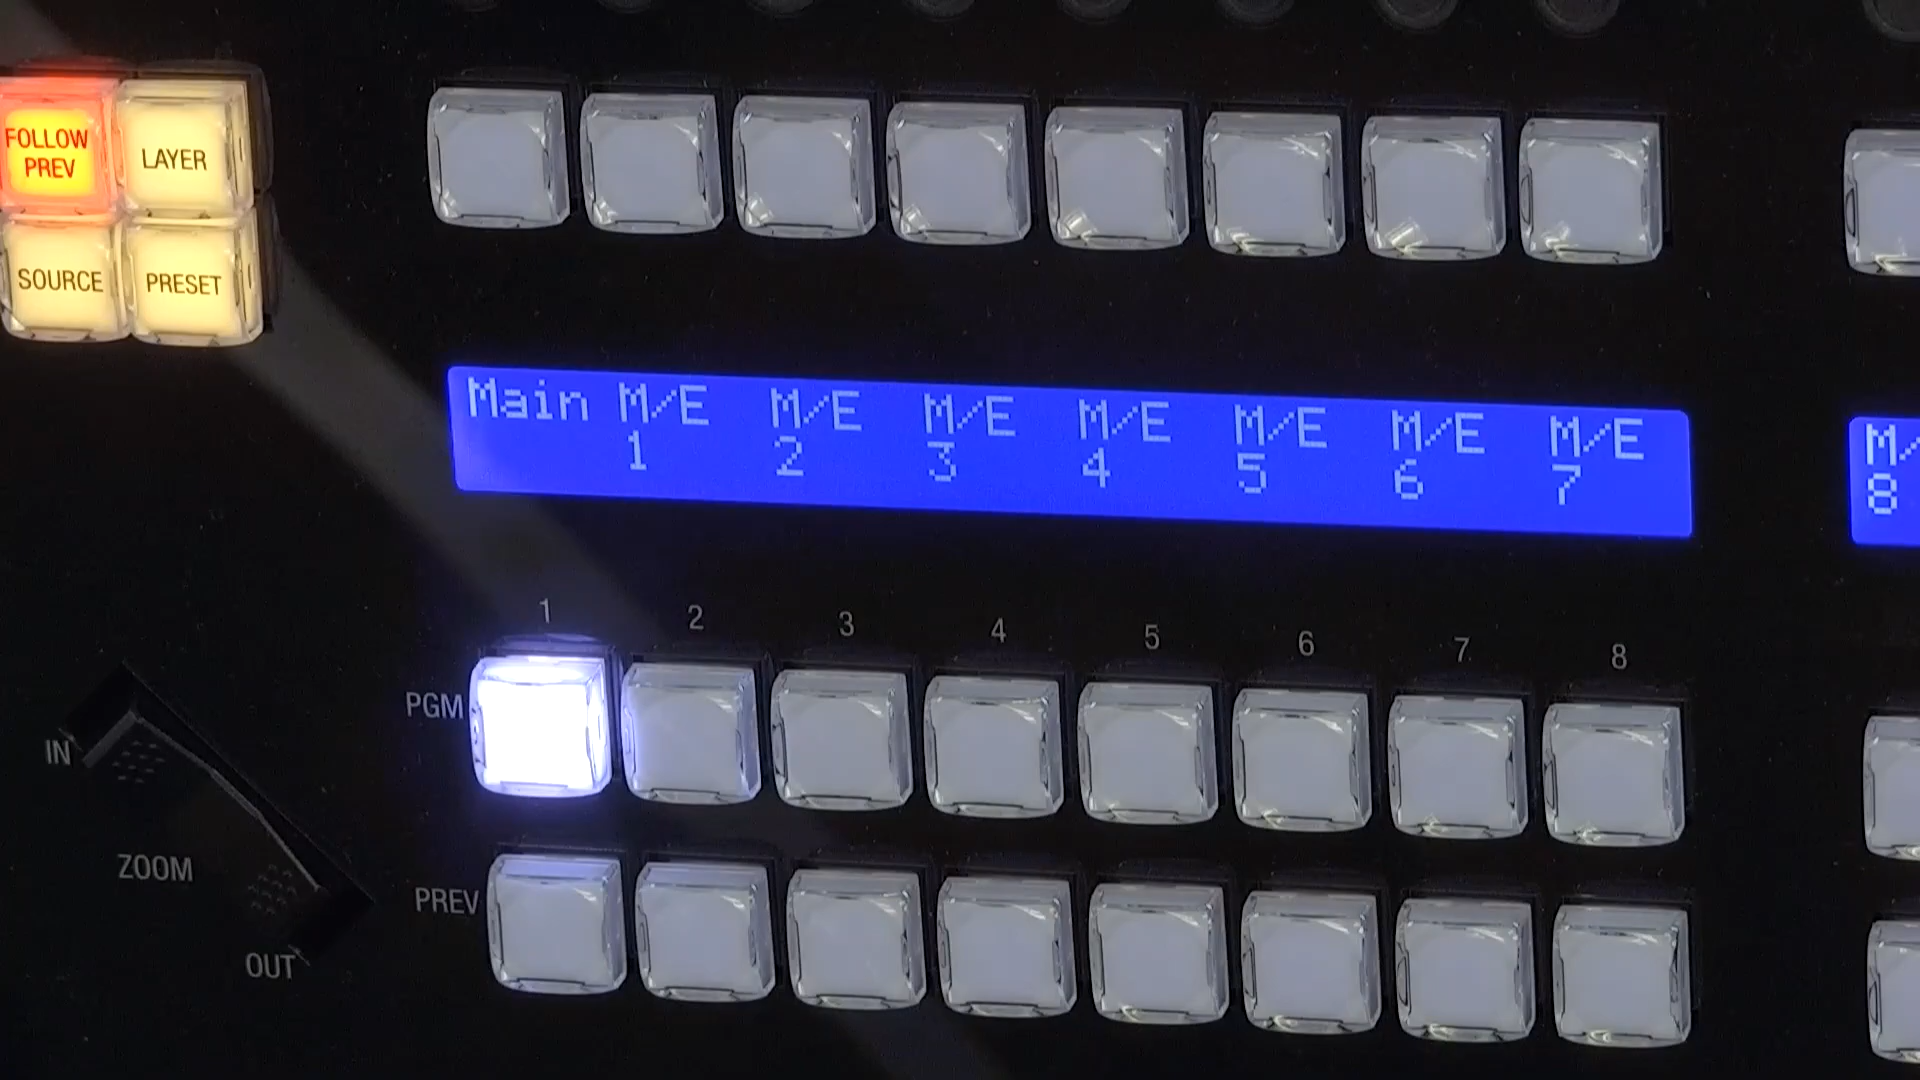 FOLLOW
PREV
LAYER
SOURCE
PRESET
Main M/E M/E M/E M/E M/E M/E M/E
1 2 3 4 5 6 7
M/
8
1 2 3 4 5 6 7 8
PGM
IN
ZOOM
PREV
OUT